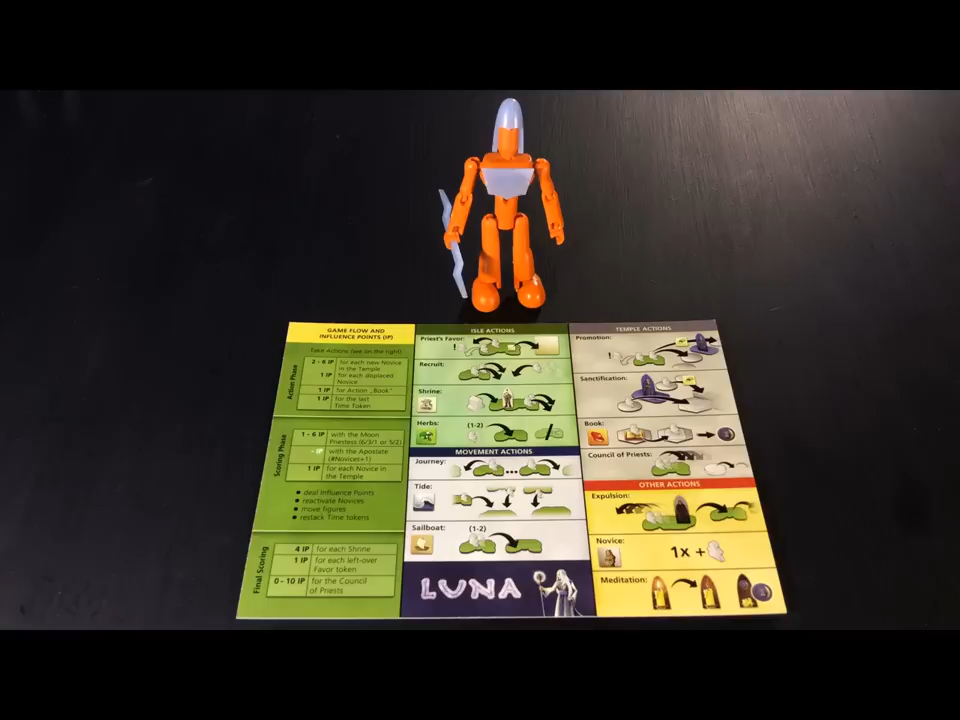 GAME FLOW AND
INFLUENCE POINTS (IP)
Take Actions (see on the right)
Action Phase
2 - 6 IP for each new Novice
in the Temple
1 IP for each displaced
Novice
1 IP for Action „Book"
1 IP for the last
Time Token
Scoring Phase
1 - 6 IP with the Moon
Priestess (6/3/1 or 5/2)
- IP with the Apostate
(#Novices+1)
1 IP for each Novice in
the Temple
• deal Influence Points
• reactivate Novices
• move figures
• restack Time tokens
Final Scoring
4 IP for each Shrine
1 IP for each left-over
Favor token
0 - 10 IP for the Council
of Priests
ISLE ACTIONS
Priest's Favor:
!
Recruit:
Shrine:
Herbs: (1-2)
MOVEMENT ACTIONS
Journey:
...
Tide:
Sailboat: (1-2)
LUNA
TEMPLE ACTIONS
Promotion:
!
Sanctification:
Book:
Council of Priests:
OTHER ACTIONS
Expulsion:
Novice:
1x +
Meditation: